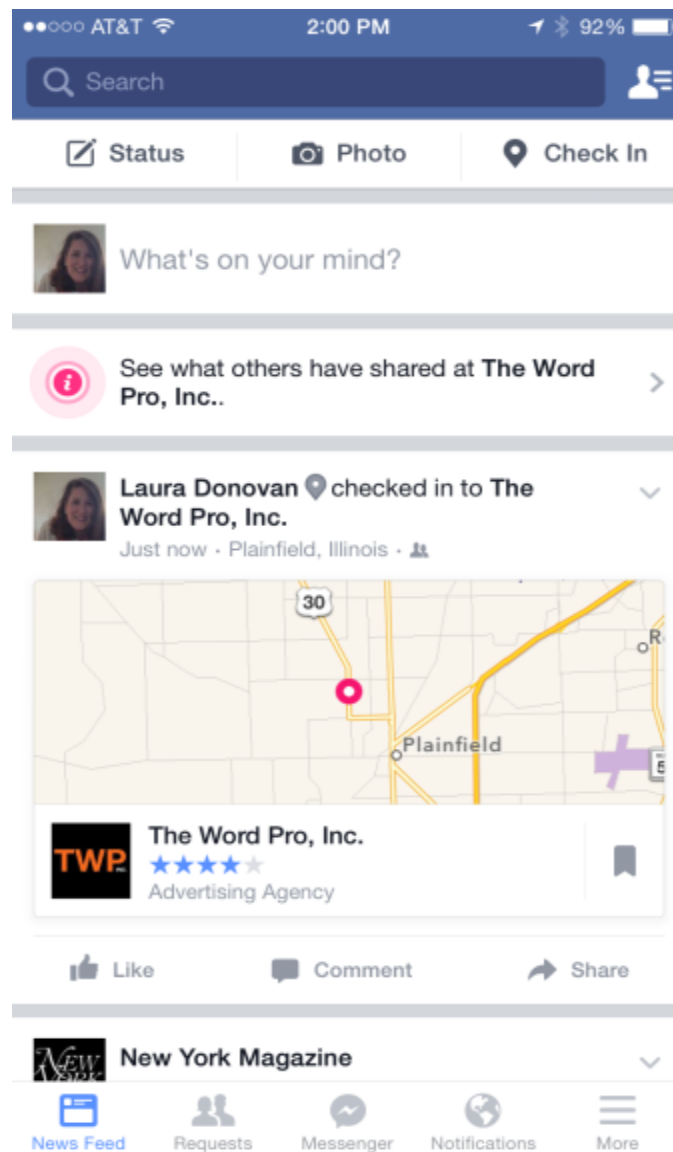 ●●○○○ AT&T 2:00 PM 92%
Search
Status Photo Check In
What's on your mind?
See what others have shared at The Word
Pro, Inc..
Laura Donovan checked in to The
Word Pro, Inc.
Just now · Plainfield, Illinois ·
30
R
Plainfield
5
The Word Pro, Inc.
TWP
★★★★★
Advertising Agency
Like Comment Share
NEW
YORK
New York Magazine
News Feed Requests Messenger Notifications More